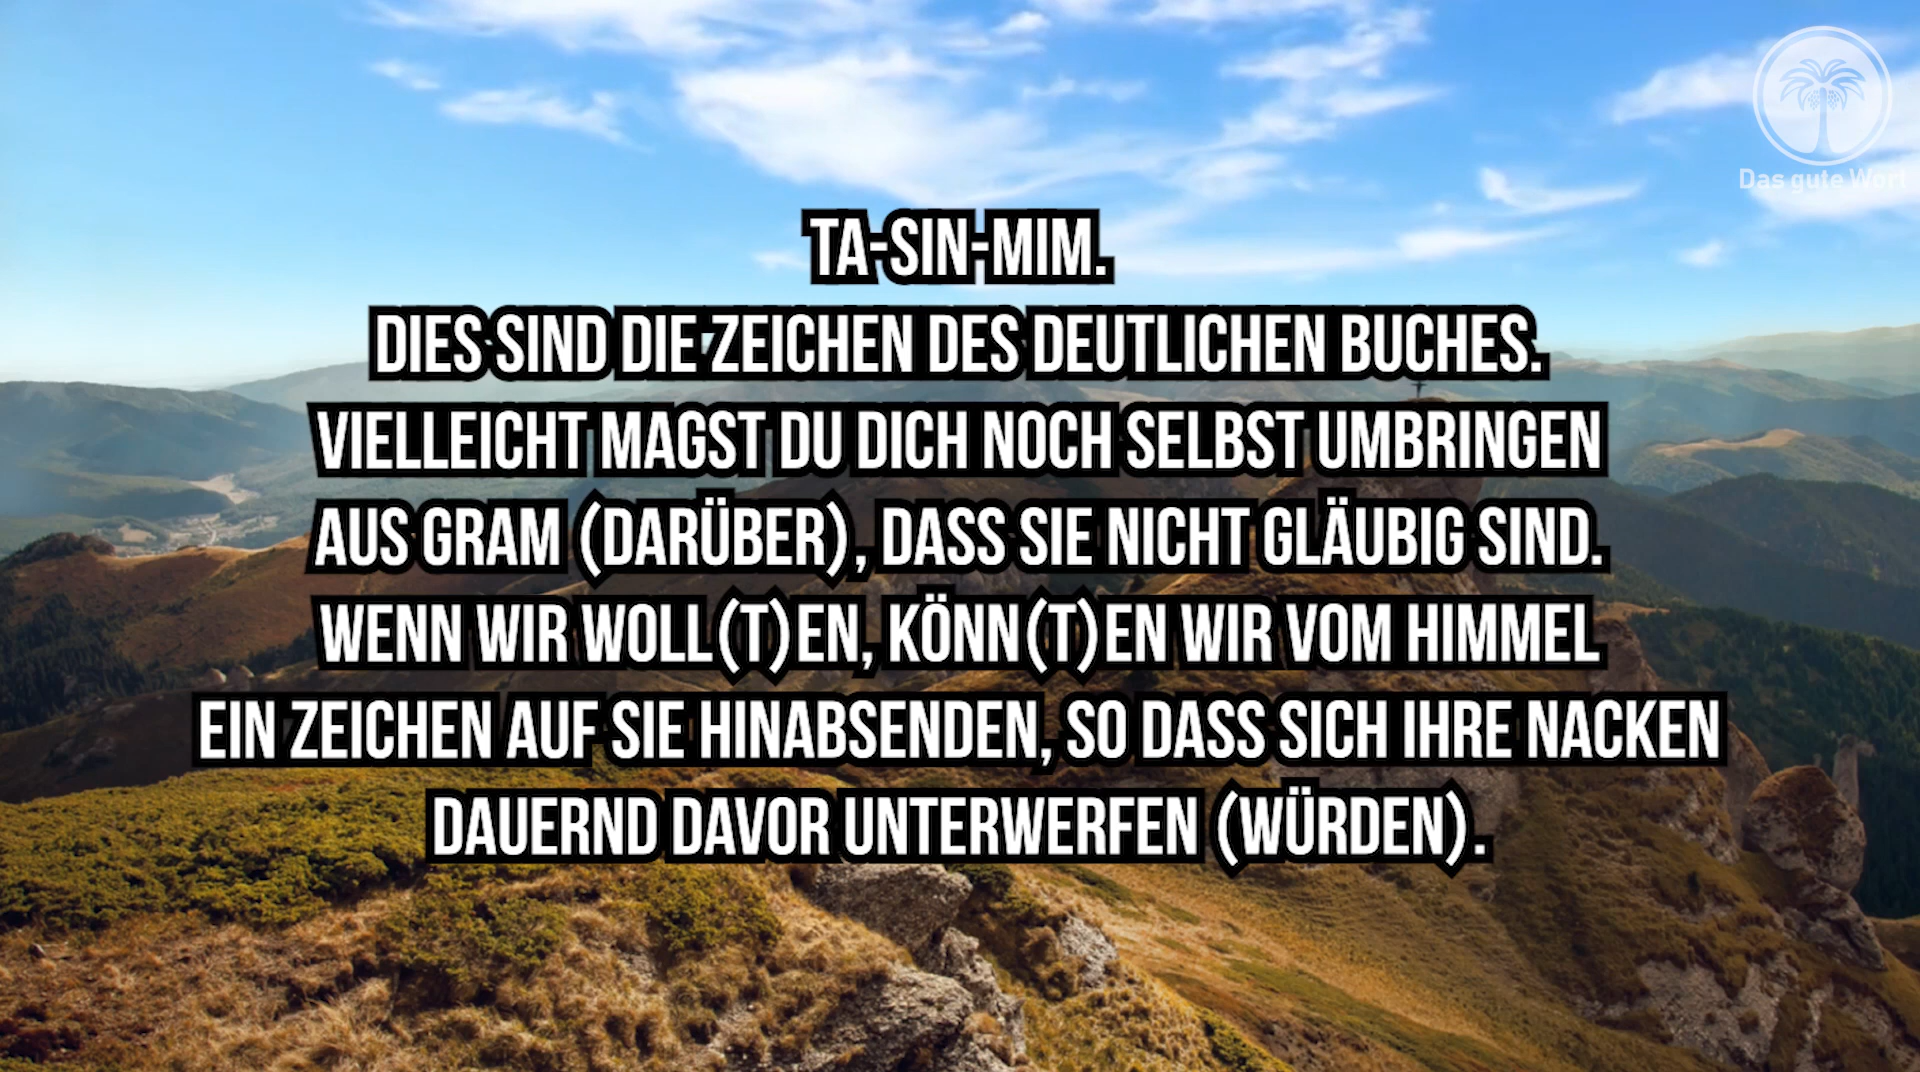 Das gute Wort
TA-SIN-MIM.
DIES SIND DIE ZEICHEN DES DEUTLICHEN BUCHES.
VIELLEICHT MAGST DU DICH NOCH SELBST UMBRINGEN
AUS GRAM (DARÜBER), DASS SIE NICHT GLÄUBIG SIND.
WENN WIR WOLL(T)EN, KÖNN(T)EN WIR VOM HIMMEL
EIN ZEICHEN AUF SIE HINABSENDEN, SO DASS SICH IHRE NACKEN
DAUERND DAVOR UNTERWERFEN (WÜRDEN).